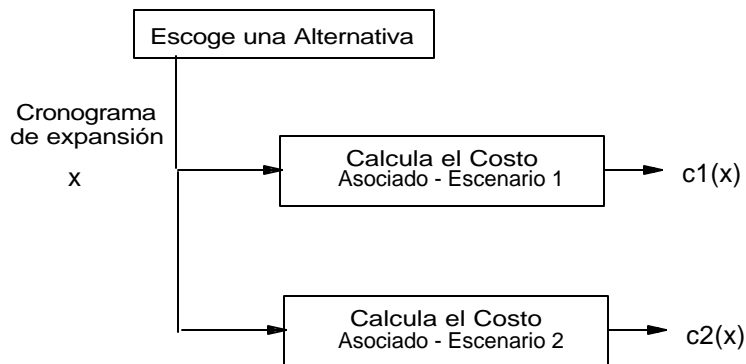 Escoge una Alternativa
Cronograma
de expansión
x
Calcula el Costo
Asociado - Escenario 1
c1(x)
Calcula el Costo
Asociado - Escenario 2
c2(x)